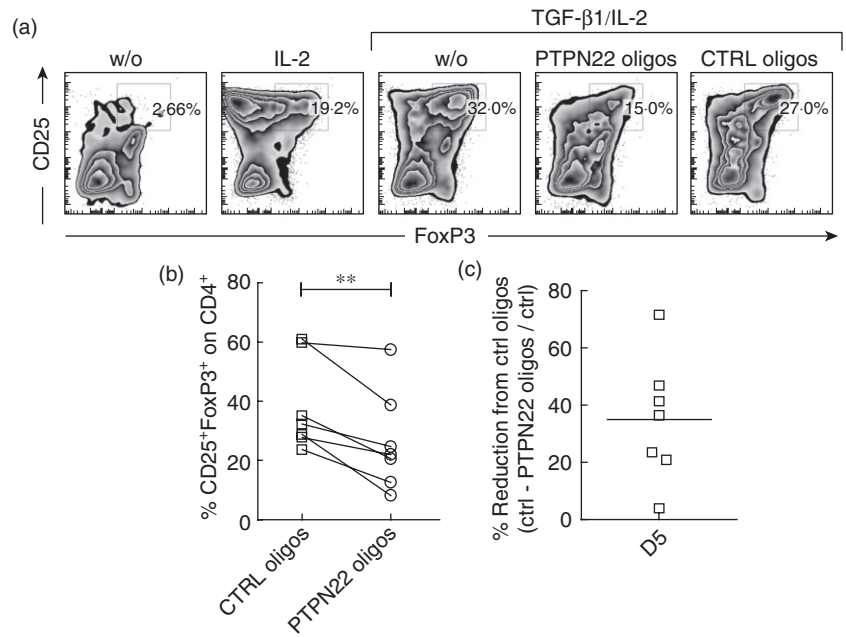 (a)
TGF-β1/IL-2
w/o
IL-2
w/o
PTPN22 oligos
CTRL oligos
CD25
2·66%
19·2%
32·0%
15·0%
27·0%
FoxP3
(b)
% CD25⁺FoxP3⁺ on CD4⁺
80
60
40
20
0
**
CTRL oligos
PTPN22 oligos
(c)
% Reduction from ctrl oligos
(ctrl - PTPN22 oligos / ctrl)
80
60
40
20
0
D5